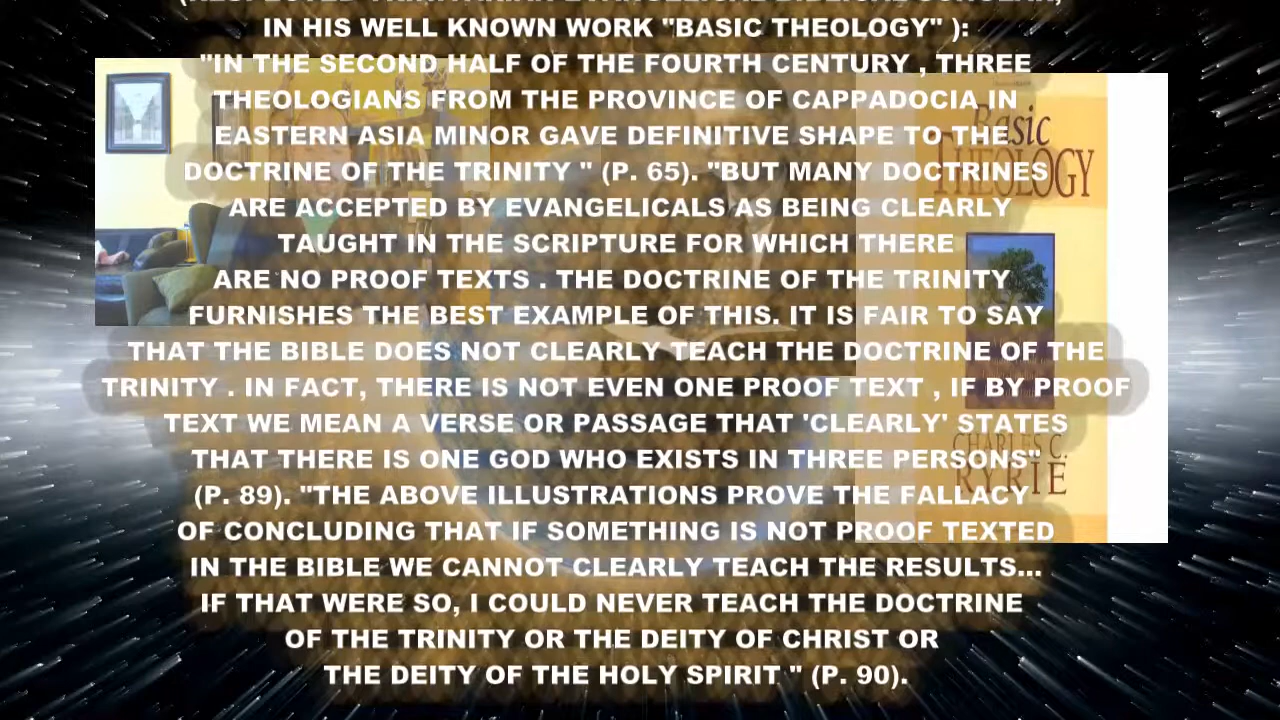 (RESPECTED TRINITARIAN EVANGELICAL BIBLICAL SCHOLAR,
IN HIS WELL KNOWN WORK "BASIC THEOLOGY" ):
"IN THE SECOND HALF OF THE FOURTH CENTURY , THREE
THEOLOGIANS FROM THE PROVINCE OF CAPPADOCIA IN
EASTERN ASIA MINOR GAVE DEFINITIVE SHAPE TO THE
DOCTRINE OF THE TRINITY " (P. 65). "BUT MANY DOCTRINES
ARE ACCEPTED BY EVANGELICALS AS BEING CLEARLY
TAUGHT IN THE SCRIPTURE FOR WHICH THERE
ARE NO PROOF TEXTS . THE DOCTRINE OF THE TRINITY
FURNISHES THE BEST EXAMPLE OF THIS. IT IS FAIR TO SAY
THAT THE BIBLE DOES NOT CLEARLY TEACH THE DOCTRINE OF THE
TRINITY . IN FACT, THERE IS NOT EVEN ONE PROOF TEXT , IF BY PROOF
TEXT WE MEAN A VERSE OR PASSAGE THAT 'CLEARLY' STATES
THAT THERE IS ONE GOD WHO EXISTS IN THREE PERSONS"
(P. 89). "THE ABOVE ILLUSTRATIONS PROVE THE FALLACY
OF CONCLUDING THAT IF SOMETHING IS NOT PROOF TEXTED
IN THE BIBLE WE CANNOT CLEARLY TEACH THE RESULTS...
IF THAT WERE SO, I COULD NEVER TEACH THE DOCTRINE
OF THE TRINITY OR THE DEITY OF CHRIST OR
THE DEITY OF THE HOLY SPIRIT " (P. 90).
Basic
THEOLOGY
CHARLES C.
RYRIE